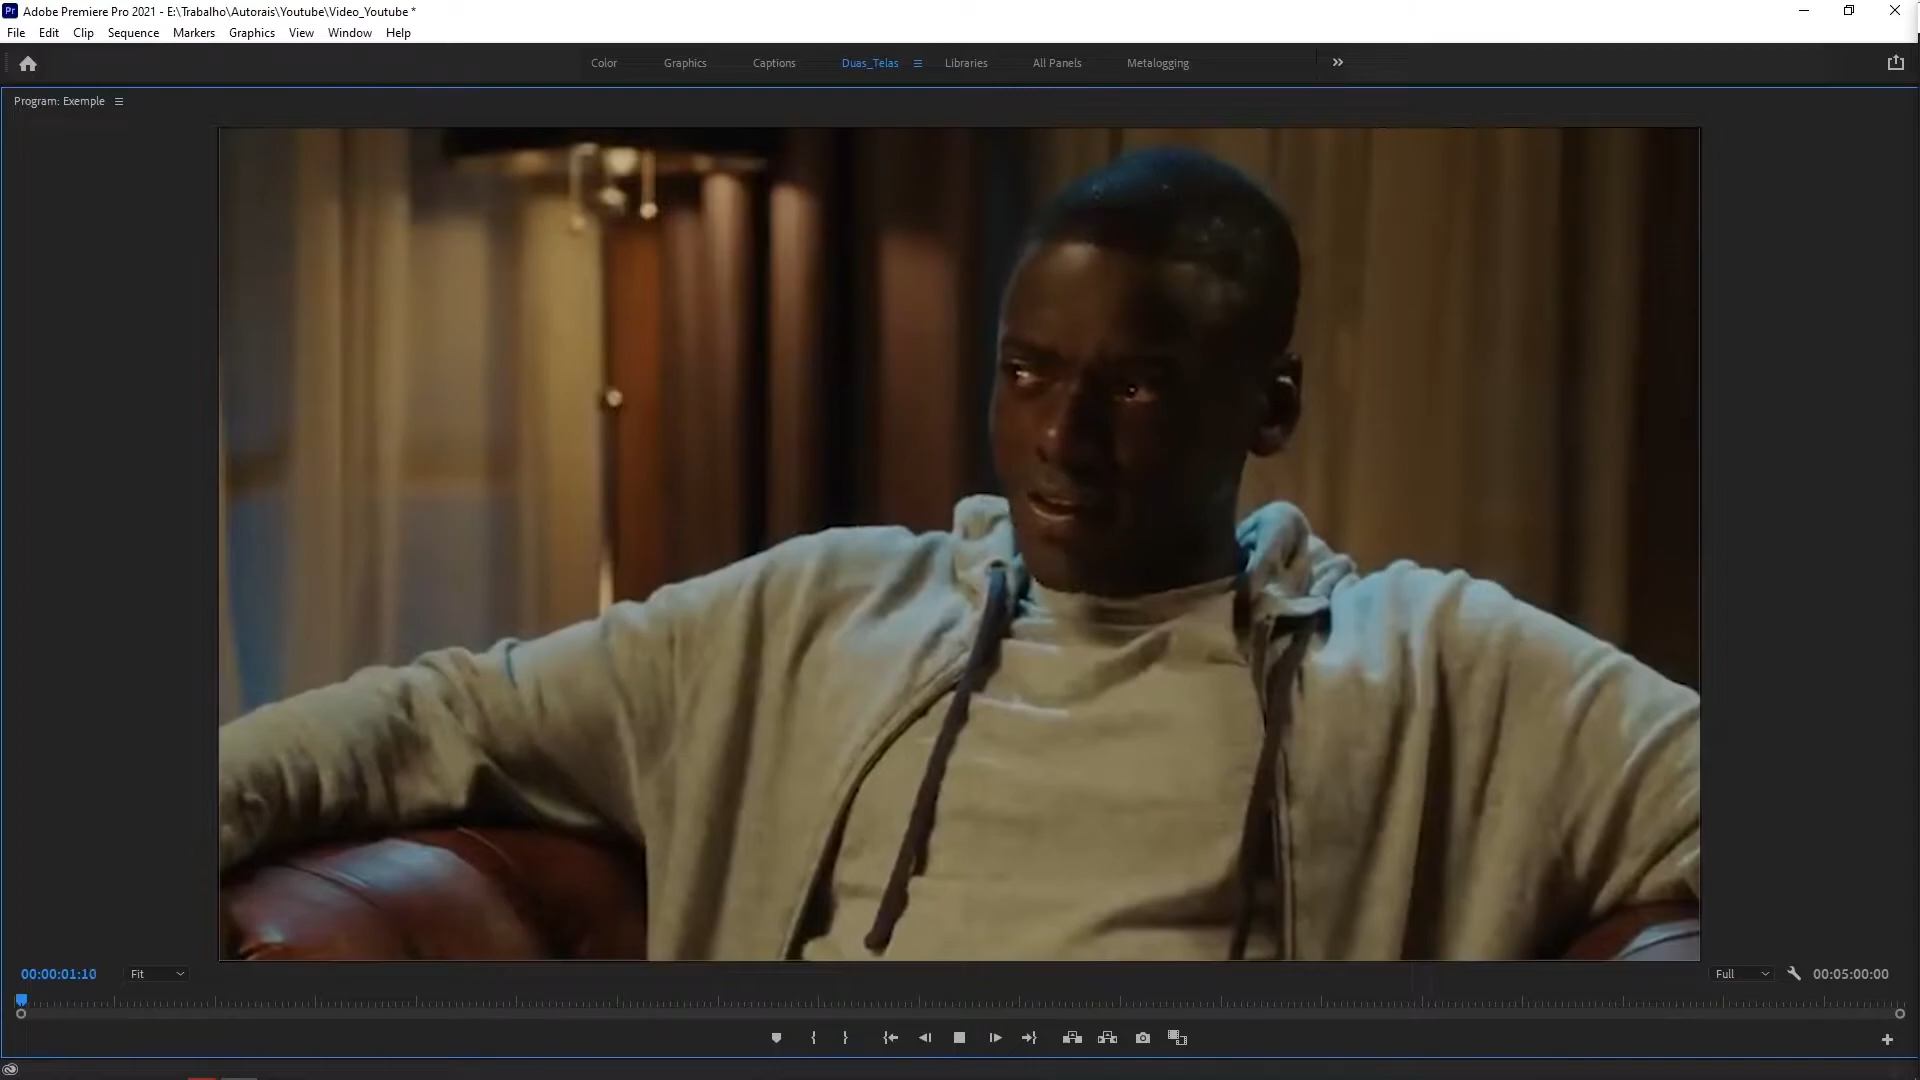 Pr Adobe Premiere Pro 2021 - E:\Trabalho\Autorais\Youtube\Video_Youtube *
File Edit Clip Sequence Markers Graphics View Window Help
Color Graphics Captions Duas_Telas Libraries All Panels Metalogging
Program: Exemple
00:00:01:10 Fit Full 00:05:00:00